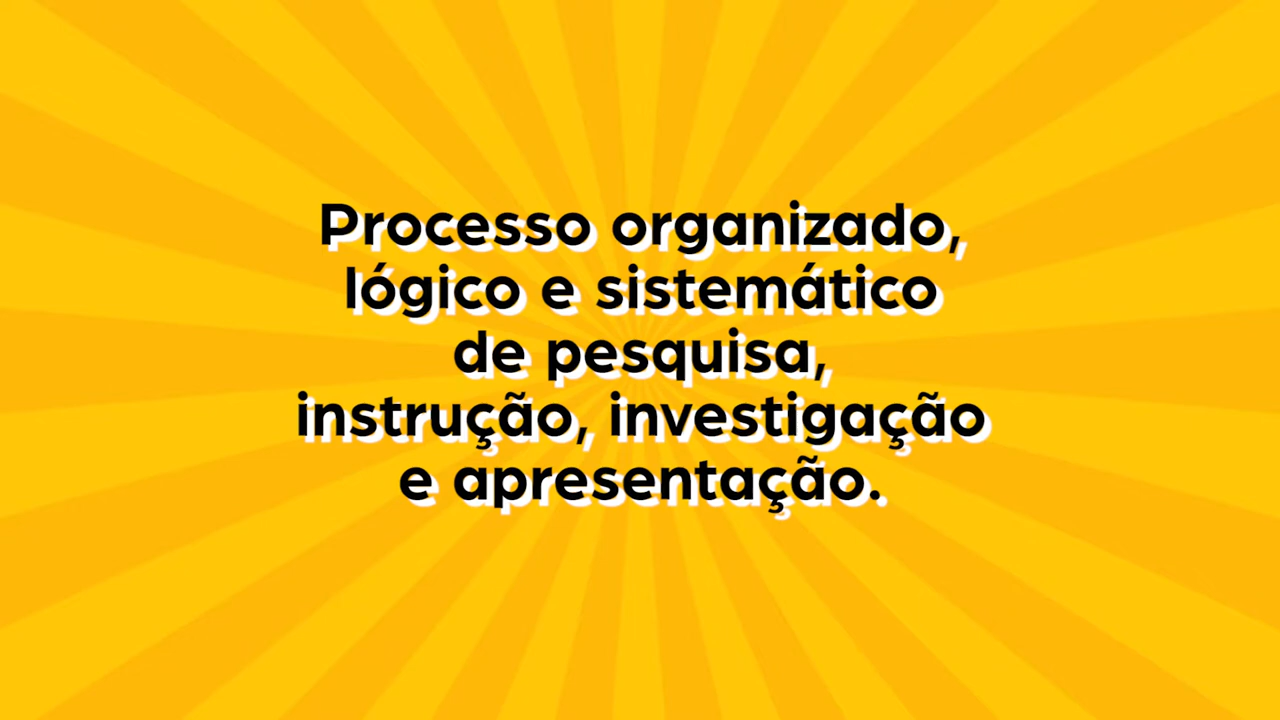 Processo organizado,
lógico e sistemático
de pesquisa,
instrução, investigação
e apresentação.